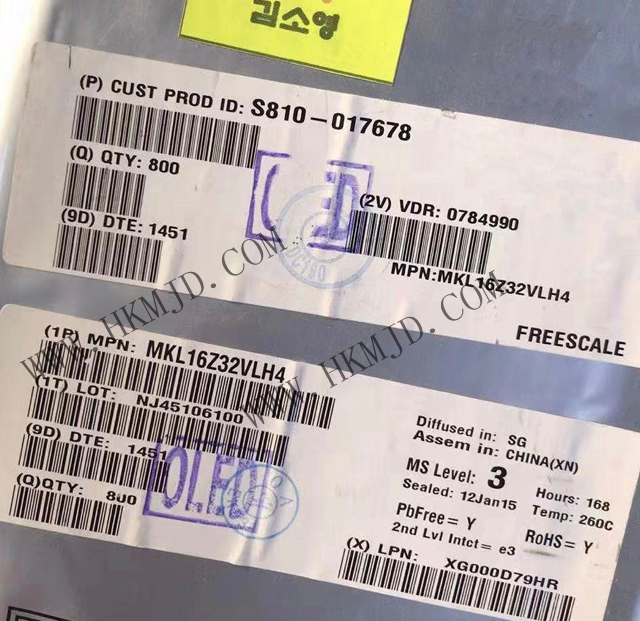 김소영
(P) CUST PROD ID: S810-017678
(Q) QTY: 800
(2V) VDR: 0784990
(9D) DTE: 1451
MPN:MKL16Z32VLH4
FREESCALE
WWW.HKMJD.COM
WWW.HKMJD.COM
(1P) MPN: MKL16Z32VLH4
(1T) LOT: NJ45106100
(9D) DTE: 1451
(Q)QTY: 800
OLED
Diffused in: SG
Assem in: CHINA(XN)
MS Level: 3 Hours: 168
Sealed: 12Jan15 Temp: 260C
PbFree= Y RoHS= Y
2nd Lvl Intct= e3
(X) LPN: XG000D79HR